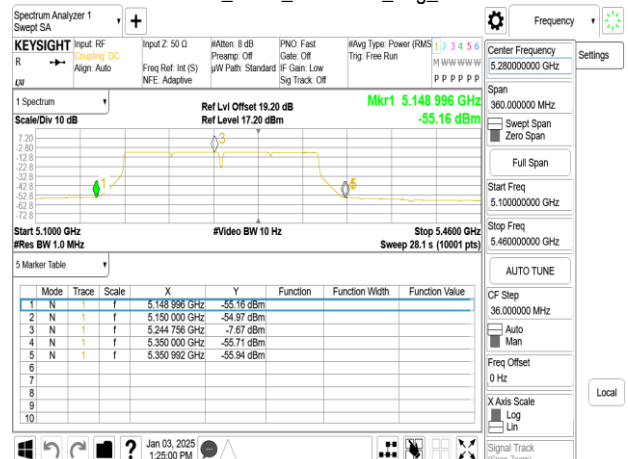 Spectrum Analyzer 1
Swept SA
Frequency
KEYSIGHT
R
Input: RF
Coupling: DC
Align: Auto
Input Z: 50 Ω
Freq Ref: Int (S)
NFE: Adaptive
#Atten: 8 dB
Preamp: Off
µW Path: Standard
PNO: Fast
Gate: Off
IF Gain: Low
Sig Track: Off
#Avg Type: Power (RMS
Trig: Free Run
1 2 3 4 5 6
M W W W W W
P P P P P P
Center Frequency
5.280000000 GHz
Settings
Span
360.000000 MHz
Swept Span
Zero Span
Full Span
Start Freq
5.100000000 GHz
Stop Freq
5.460000000 GHz
AUTO TUNE
CF Step
36.000000 MHz
Auto
Man
Freq Offset
0 Hz
X Axis Scale
Log
Lin
Signal Track
Local
1 Spectrum
Scale/Div 10 dB
Ref Lvl Offset 19.20 dB
Ref Level 17.20 dBm
Mkr1 5.148 996 GHz
-55.16 dBm
7.20
-2.80
-12.8
-22.8
-32.8
-42.8
-52.8
-62.8
-72.8
1
3
5
Start 5.1000 GHz
#Res BW 1.0 MHz
#Video BW 10 Hz
Stop 5.4600 GHz
Sweep 28.1 s (10001 pts)
5 Marker Table
Mode Trace Scale X Y Function Function Width Function Value
1 N 1 f 5.148 996 GHz -55.16 dBm
2 N 1 f 5.150 000 GHz -54.97 dBm
3 N 1 f 5.244 756 GHz -7.67 dBm
4 N 1 f 5.350 000 GHz -55.71 dBm
5 N 1 f 5.350 992 GHz -55.94 dBm
6
7
8
9
10
?
Jan 03, 2025
1:25:00 PM